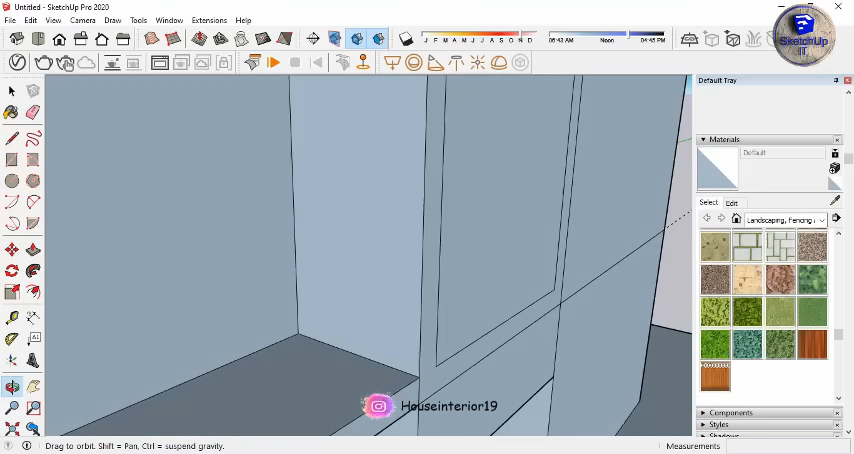 Untitled - SketchUp Pro 2020
File Edit View Camera Draw Tools Window Extensions Help
J F M A M J J A S O N D
06:43 AM Noon 04:45 PM
SketchUp
IT
Default Tray
Materials
Default
Select Edit
Landscaping, Fencing a
A1
Houseinterior19
Components
Styles
Shadows
Drag to orbit. Shift = Pan, Ctrl = suspend gravity.
Measurements